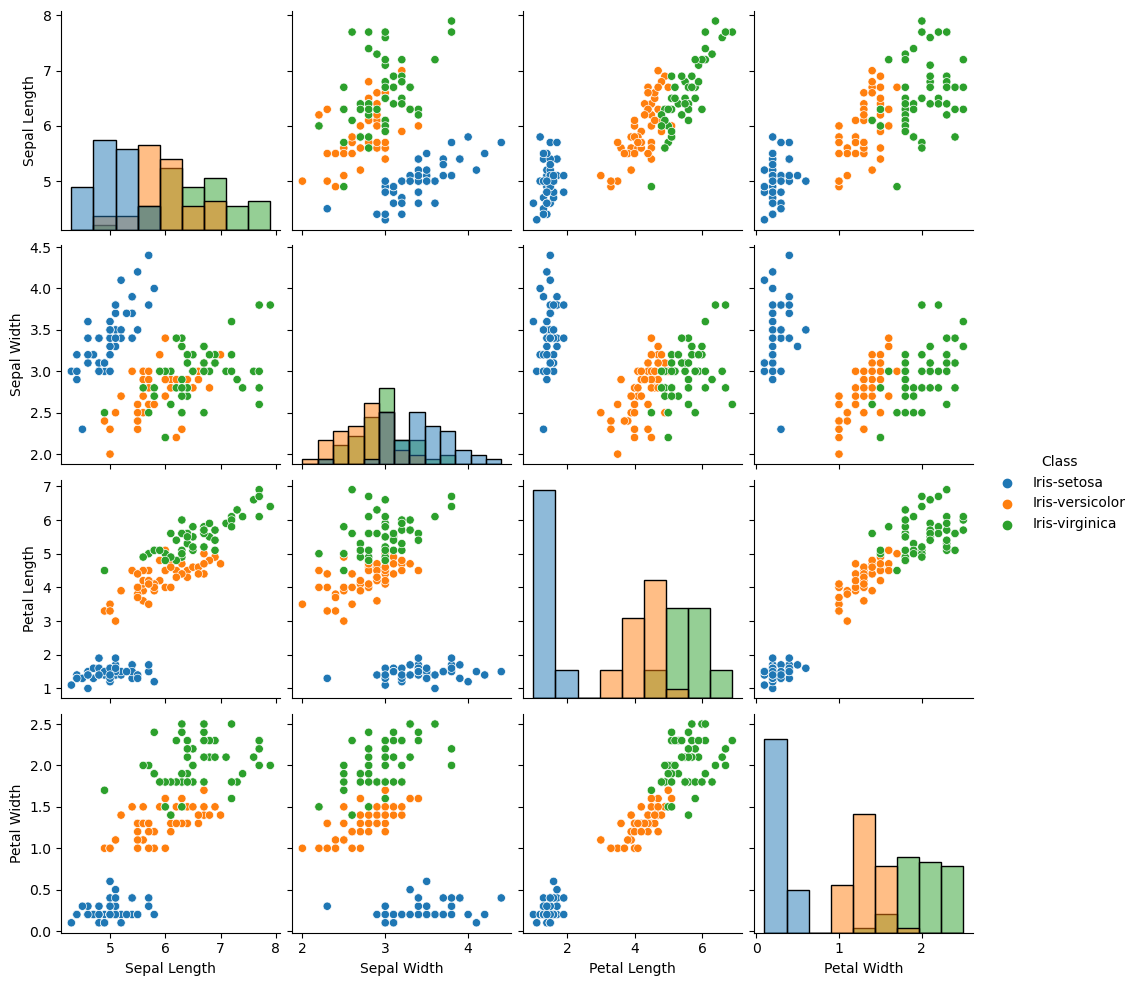 8
7
6
5
Sepal Length
4.5
4.0
3.5
3.0
2.5
2.0
Sepal Width
Class
Iris-setosa
Iris-versicolor
Iris-virginica
7
6
5
4
3
2
1
Petal Length
2.5
2.0
1.5
1.0
0.5
0.0
Petal Width
5 6 7 8
2 3 4
2 4 6
0 1 2
Sepal Length Sepal Width Petal Length Petal Width